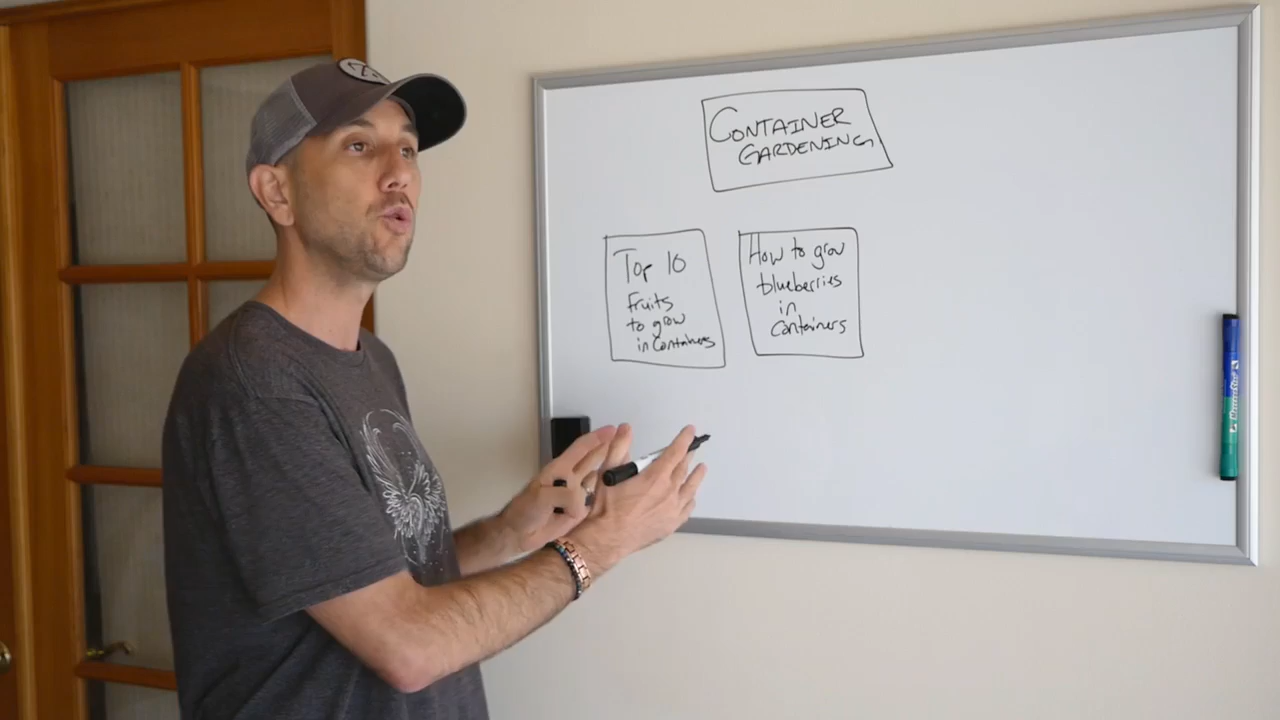 CONTAINER
GARDENING
Top 10
fruits
to grow
in containers
How to grow
blueberries
in
containers